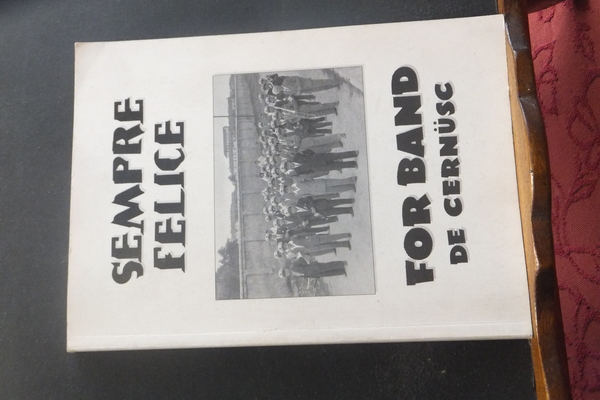 SEMPRE
FELICE
FOR BAND
DE CERNÜSC